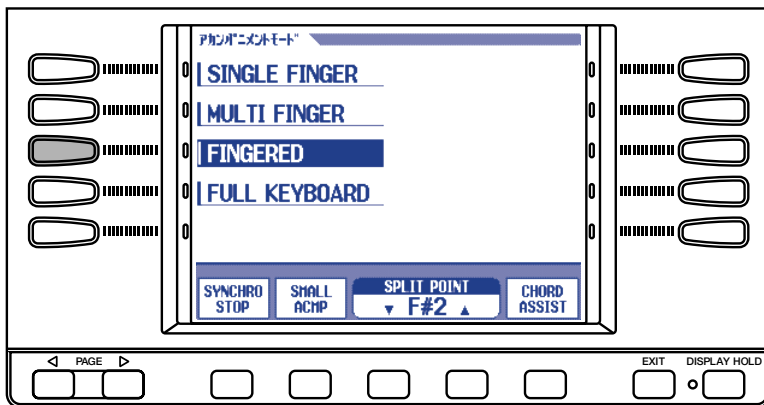 アカンパニメントモード
SINGLE FINGER
MULTI FINGER
FINGERED
FULL KEYBOARD
SYNCHRO STOP
SMALL ACMP
SPLIT POINT
▼ F#2 ▲
CHORD ASSIST
◁ PAGE ▷
EXIT
DISPLAY HOLD